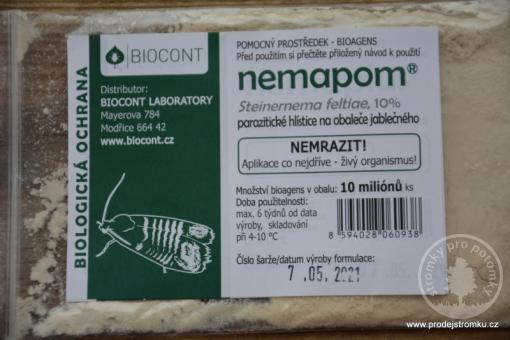 BIOCONT
BIOLOGICKÁ OCHRANA
Distributor:
BIOCONT LABORATORY
Mayerova 784
Modřice 664 42
www.biocont.cz
POMOCNÝ PROSTŘEDEK - BIOAGENS
Před použitím si přečtěte přiložený návod k použití
nemapom®
Steinernema feltiae, 10%
parazitické hlístice na obaleče jablečného
NEMRAZIT!
Aplikace co nejdříve - živý organismus!
Množství bioagens v obalu: 10 miliónů ks
Doba použitelnosti:
max. 6 týdnů od data
výroby, skladování
při 4-10 °C
8 594028 060938
Číslo šarže/datum výroby formulace:
7 .05. 2021
stromky pro potomky
www.prodejstromku.cz